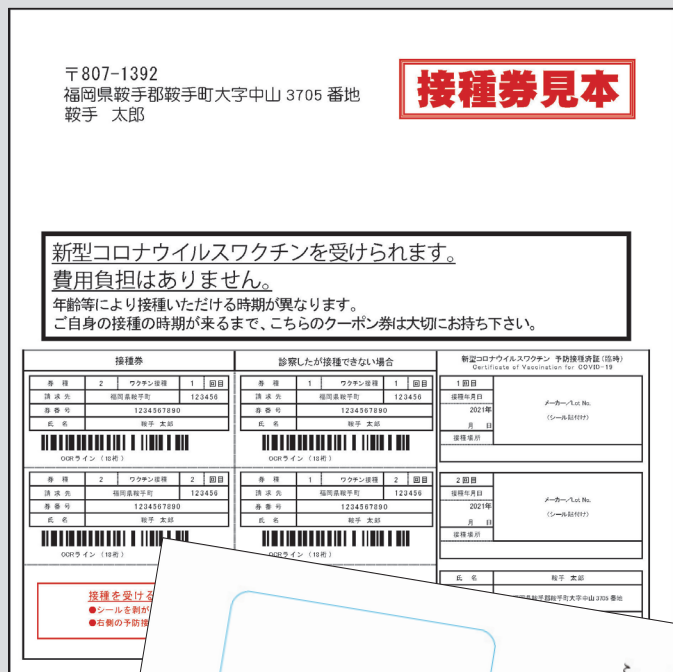 〒807-1392
福岡県鞍手郡鞍手町大字中山 3705 番地
鞍手 太郎
接種券見本
新型コロナウイルスワクチンを受けられます。
費用負担はありません。
年齢等により接種いただける時期が異なります。
ご自身の接種の時期が来るまで、こちらのクーポン券は大切にお持ち下さい。
接種券
券 種 2 ワクチン接種 1 回目
請 求 先 福岡県鞍手町 123456
券 番 号 1234567890
氏 名 鞍手 太郎
OCRライン(18桁)
券 種 2 ワクチン接種 2 回目
請 求 先 福岡県鞍手町 123456
券 番 号 1234567890
氏 名 鞍手 太郎
OCRライン(18桁)
診察したが接種できない場合
券 種 1 ワクチン接種 1 回目
請 求 先 福岡県鞍手町 123456
券 番 号 1234567890
氏 名 鞍手 太郎
OCRライン(18桁)
券 種 1 ワクチン接種 2 回目
請 求 先 福岡県鞍手町 123456
券 番 号 1234567890
氏 名 鞍手 太郎
OCRライン(18桁)
新型コロナウイルスワクチン 予防接種済証(臨時)
Certificate of Vaccination for COVID-19
1回目
接種年月日
2021年
月 日
接種場所
メーカー/Lot No.
(シール貼付け)
2回目
接種年月日
2021年
月 日
接種場所
メーカー/Lot No.
(シール貼付け)
氏 名 鞍手 太郎
岡県鞍手郡鞍手町大字中山 3705 番地
接種を受ける
●シールを剥が
●右側の予防接